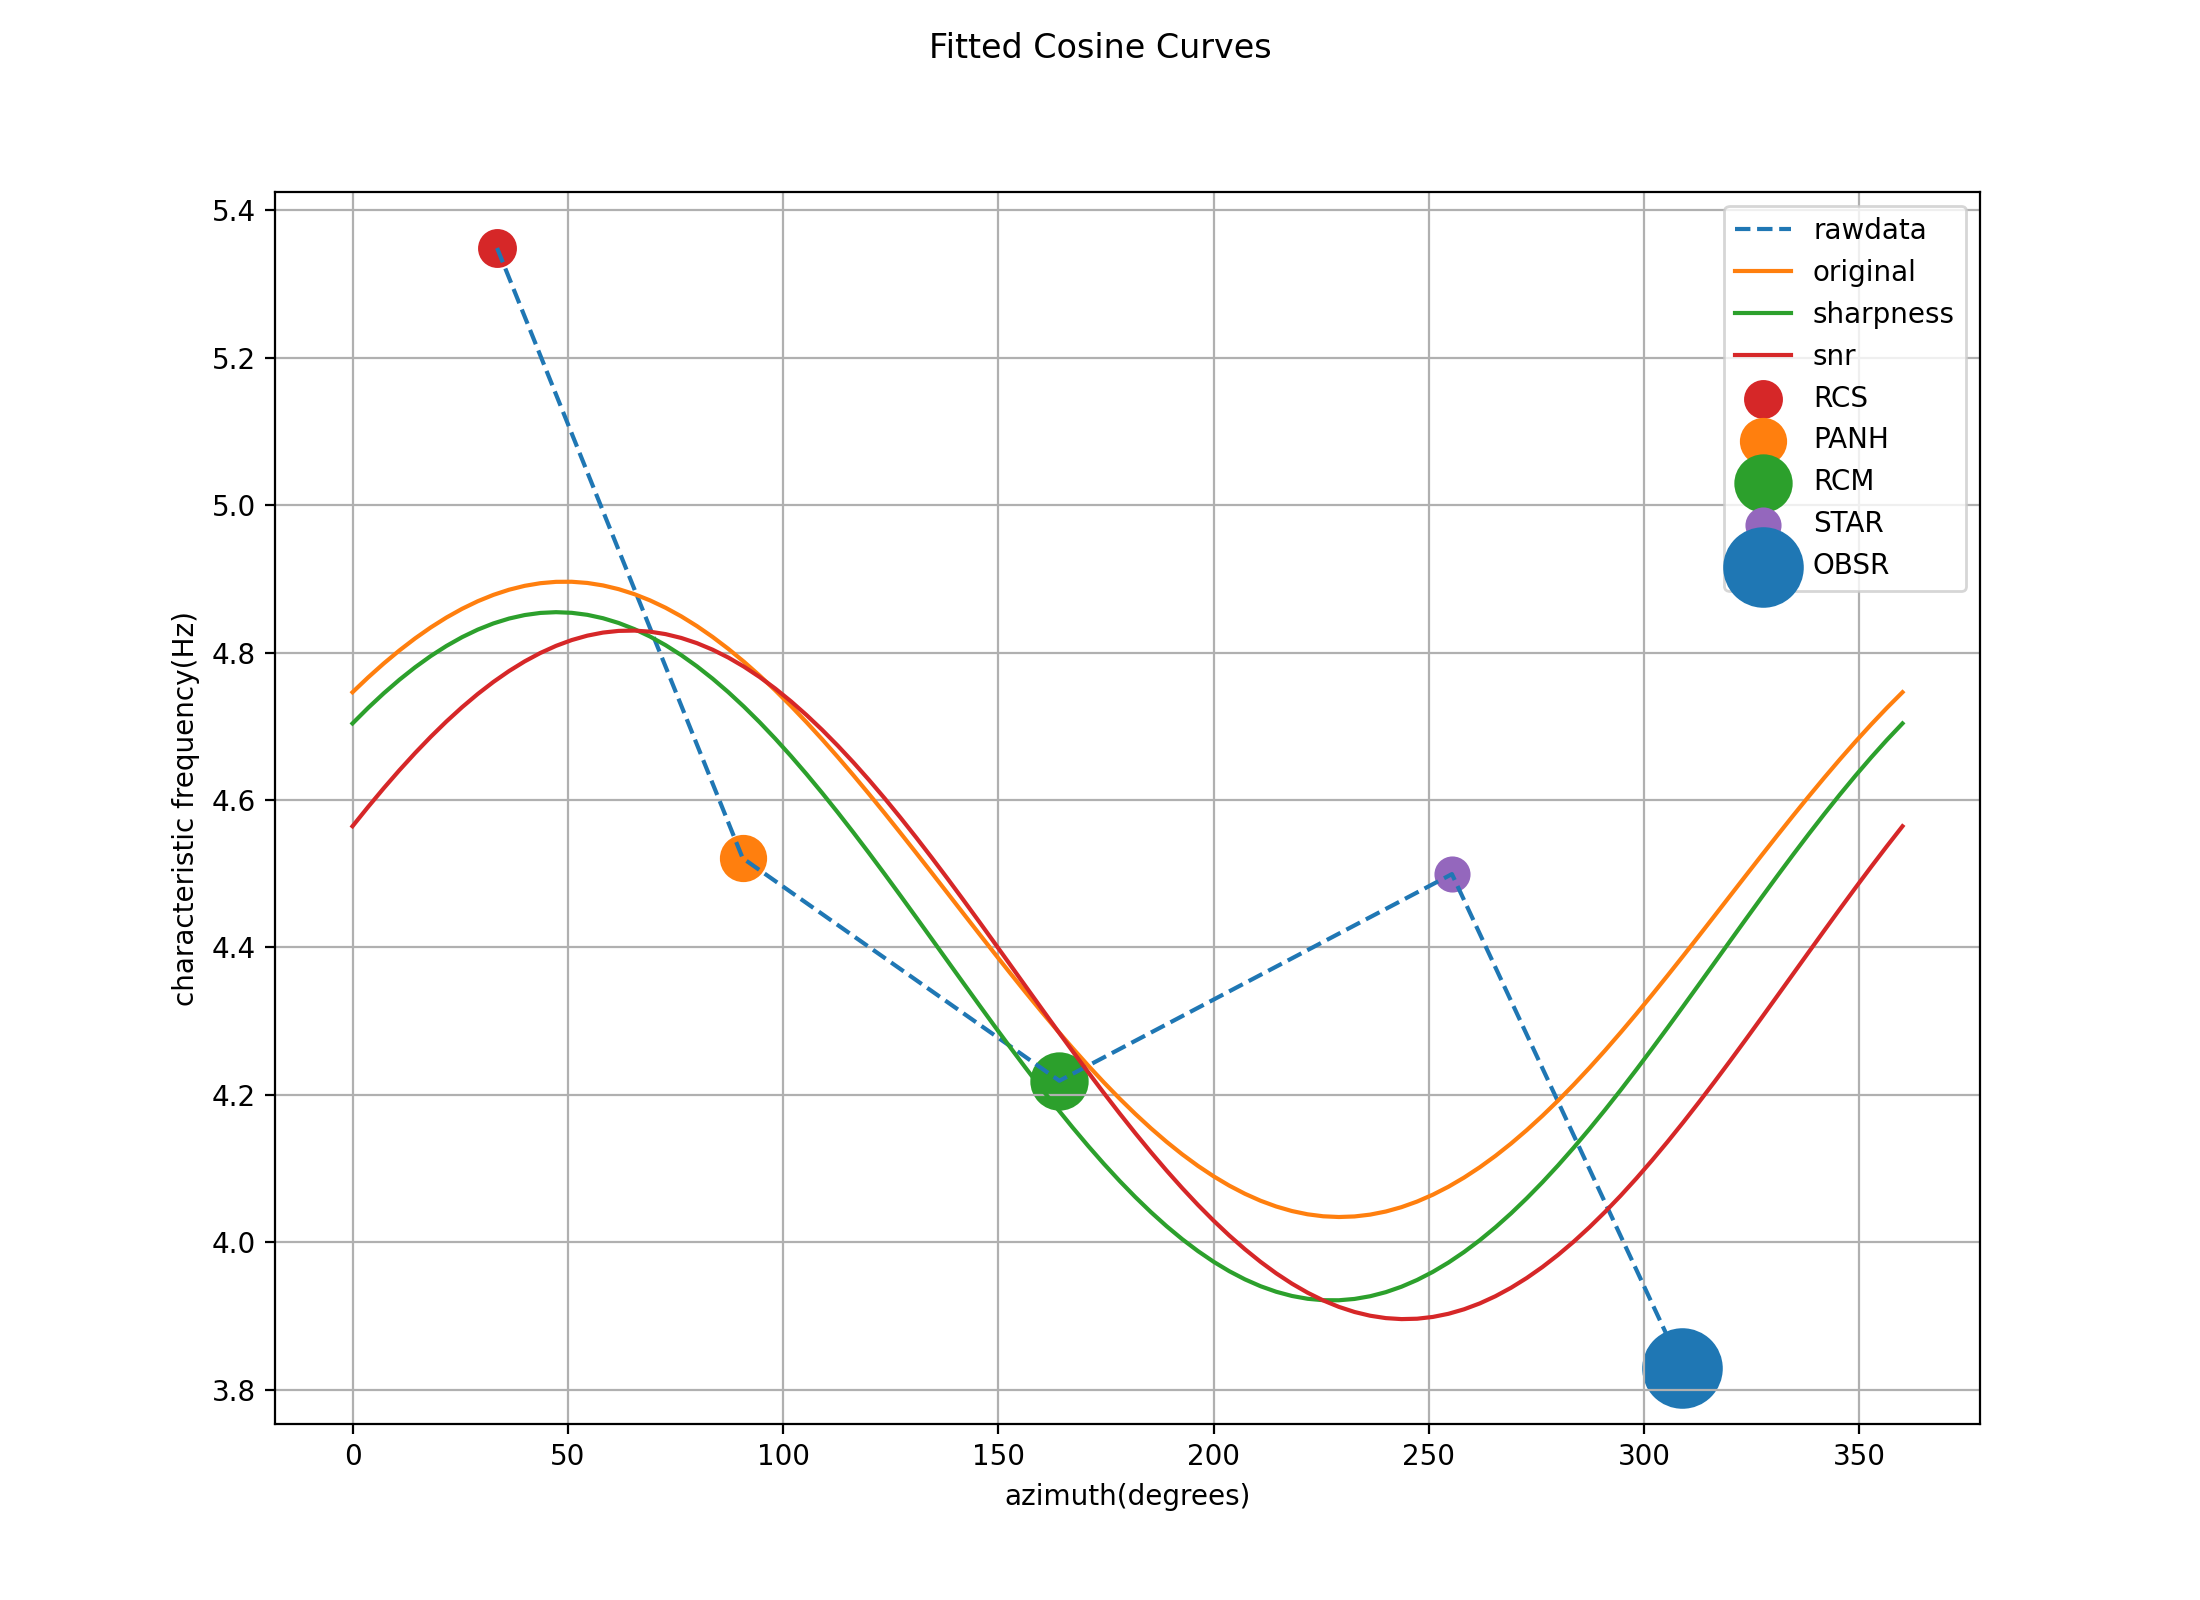 Fitted Cosine Curves
5.4
5.2
5.0
4.8
4.6
4.4
4.2
4.0
3.8
characteristic frequency(Hz)
rawdata
original
sharpness
snr
RCS
PANH
RCM
STAR
OBSR
0 50 100 150 200 250 300 350
azimuth(degrees)